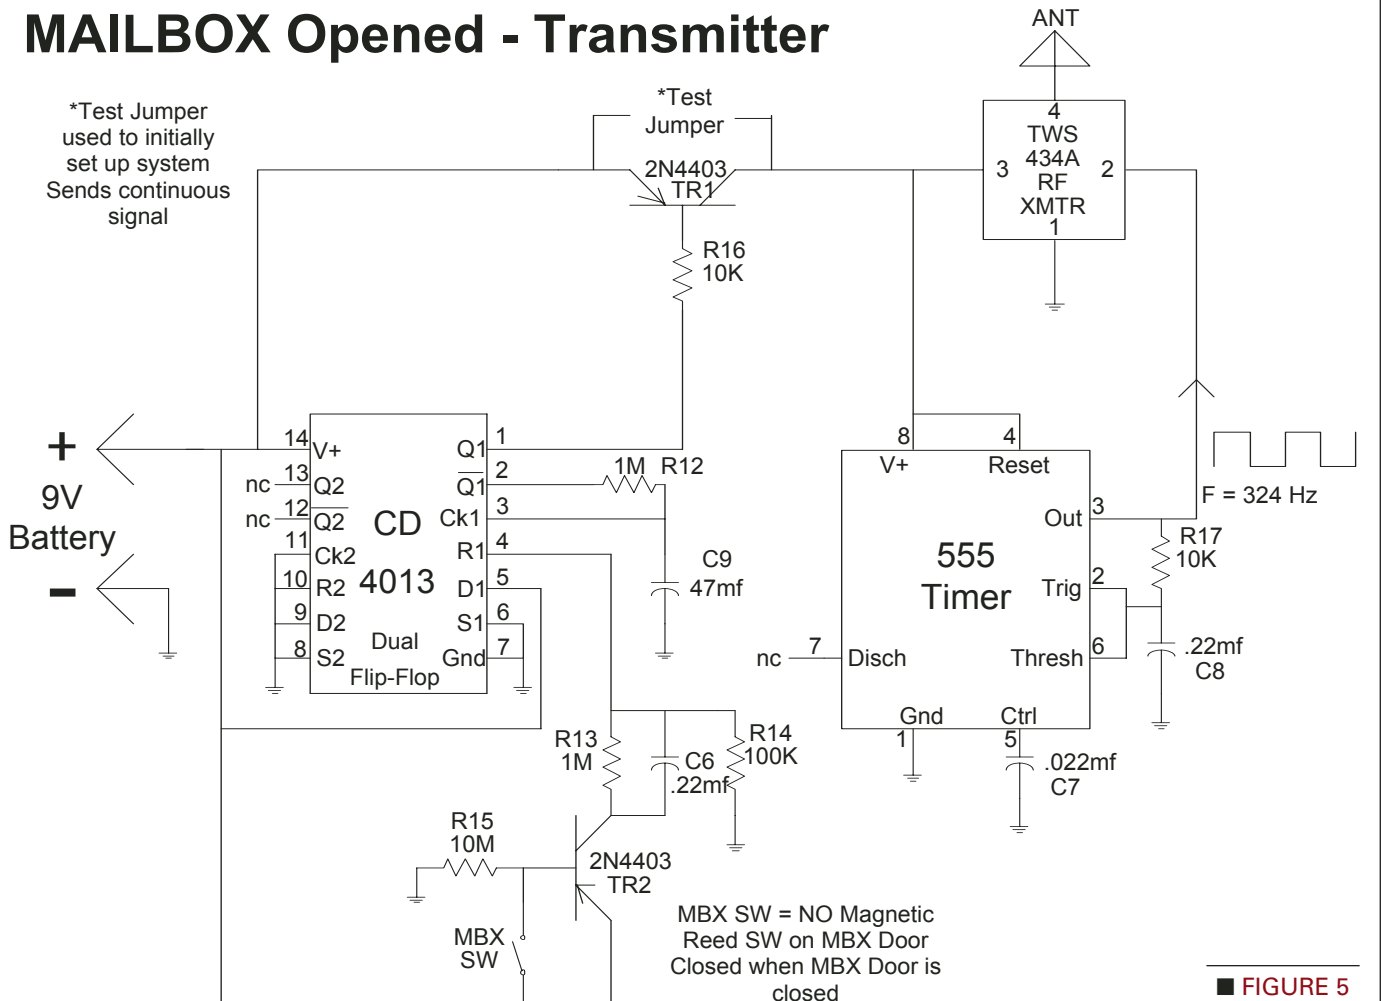 MAILBOX Opened - Transmitter
*Test Jumper
used to initially
set up system
Sends continuous
signal
*Test
Jumper
2N4403
TR1
R16
10K
ANT
4
TWS
434A
RF
XMTR
3
2
1
+
9V
Battery
-
14
V+
nc
13
Q2
nc
12
Q2
11
Ck2
10
R2
9
D2
8
S2
CD
4013
Dual
Flip-Flop
Q1
1
Q1
2
Ck1
3
R1
4
D1
5
S1
6
Gnd
7
1M R12
C9
47mf
8
4
V+
Reset
555
Timer
Out
3
Trig
2
Thresh
6
nc
7
Disch
Gnd
1
Ctrl
5
F = 324 Hz
R17
10K
.22mf
C8
.022mf
C7
R13
1M
C6
.22mf
R14
100K
R15
10M
2N4403
TR2
MBX
SW
MBX SW = NO Magnetic
Reed SW on MBX Door
Closed when MBX Door is
closed
■ FIGURE 5